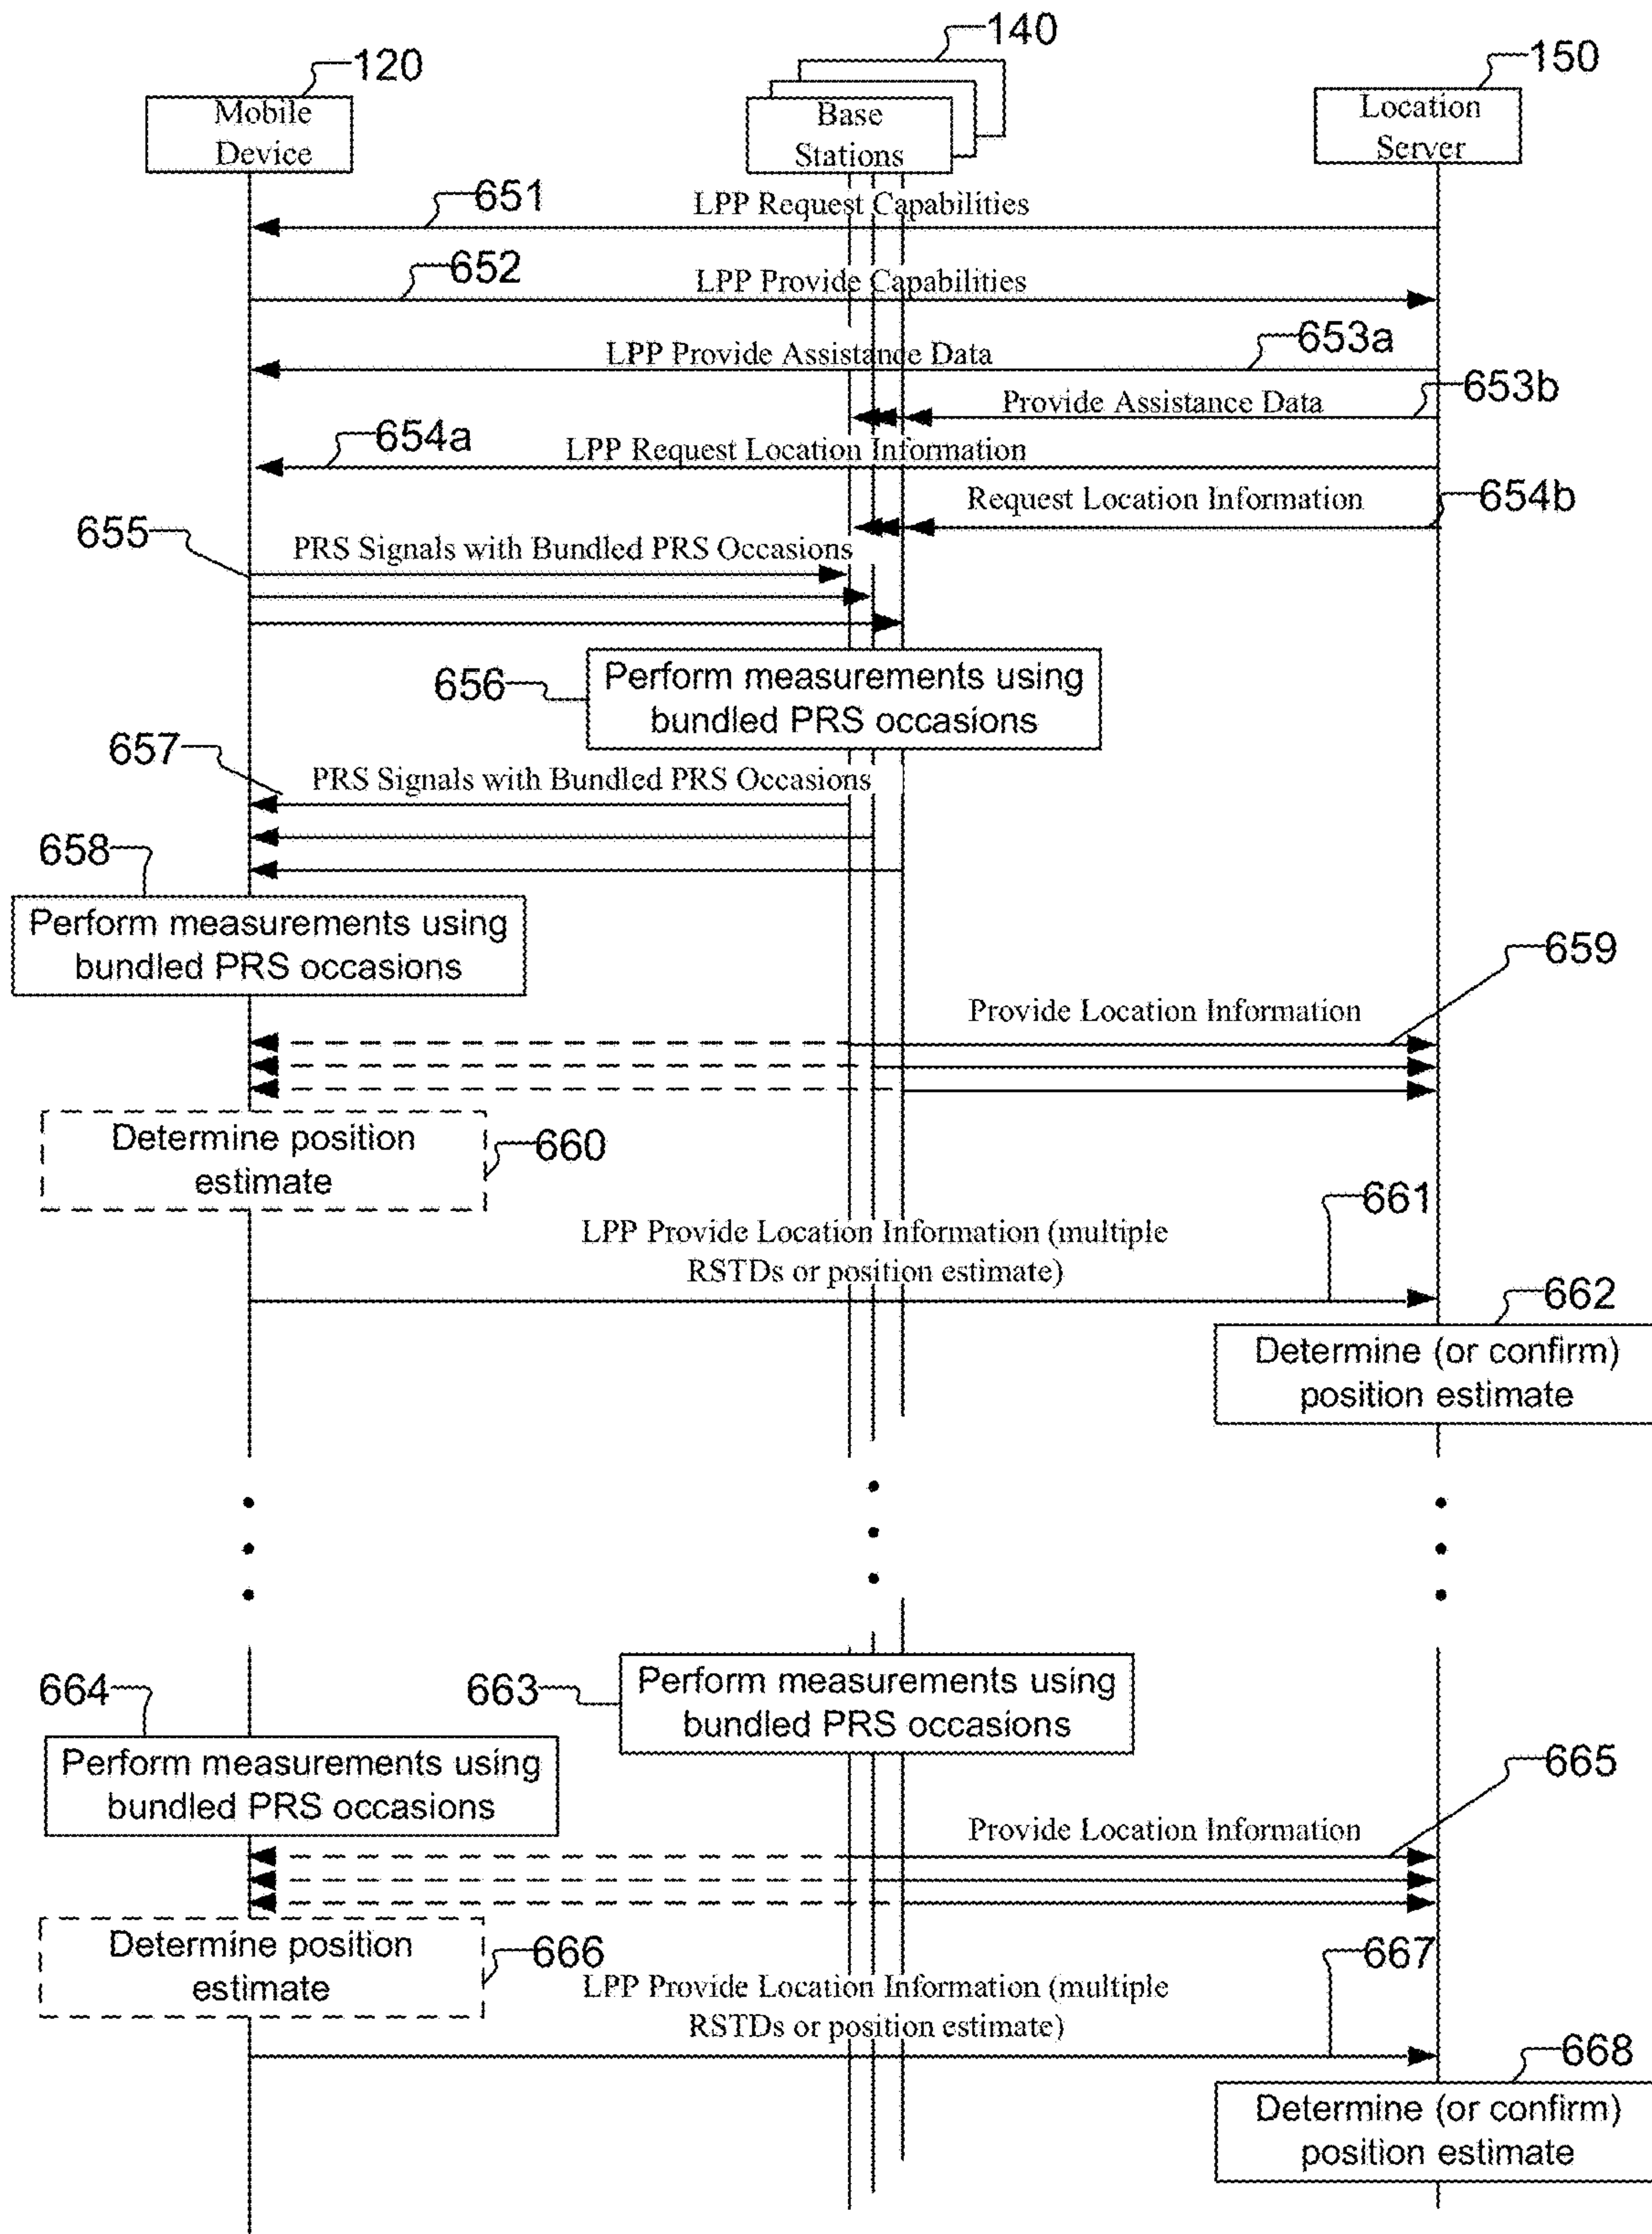 140
120
150
Mobile
Device
Base
Stations
Location
Server
651
LPP Request Capabilities
652
LPP Provide Capabilities
653a
LPP Provide Assistance Data
653b
Provide Assistance Data
654a
LPP Request Location Information
654b
Request Location Information
655
PRS Signals with Bundled PRS Occasions
656
Perform measurements using
bundled PRS occasions
657
PRS Signals with Bundled PRS Occasions
658
Perform measurements using
bundled PRS occasions
659
Provide Location Information
Determine position
estimate
660
661
LPP Provide Location Information (multiple
RSTDs or position estimate)
662
Determine (or confirm)
position estimate
663
Perform measurements using
bundled PRS occasions
664
Perform measurements using
bundled PRS occasions
665
Provide Location Information
Determine position
estimate
666
667
LPP Provide Location Information (multiple
RSTDs or position estimate)
668
Determine (or confirm)
position estimate